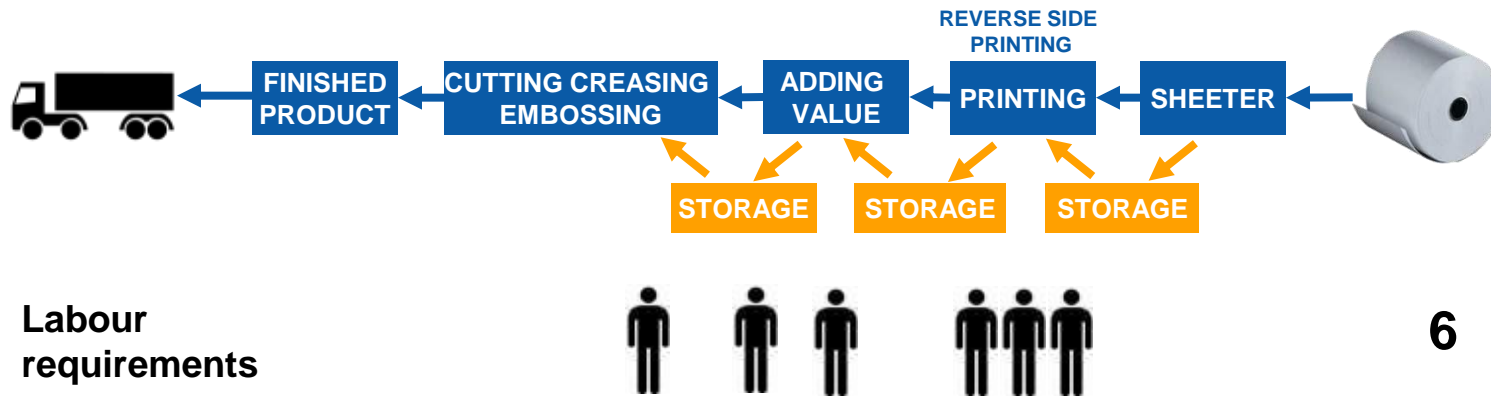 REVERSE SIDE
PRINTING
FINISHED
PRODUCT
CUTTING CREASING
EMBOSSING
ADDING
VALUE
PRINTING
SHEETER
STORAGE
STORAGE
STORAGE
Labour
requirements
6